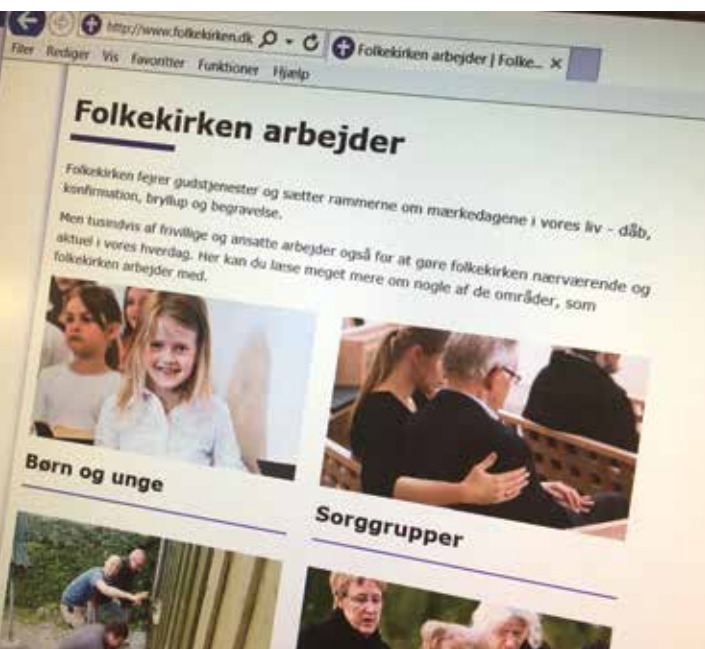 http://www.folkekirken.dk
Folkekirken arbejder | Folke...
Filer Rediger Vis Favoritter Funktioner Hjælp
Folkekirken arbejder
Folkekirken fejrer gudstjenester og sætter rammerne om mærkedagene i vores liv - dåb,
konfirmation, bryllup og begravelse.
Men tusindvis af frivillige og ansatte arbejder også for at gøre folkekirken nærværende og
aktuel i vores hverdag. Her kan du læse meget mere om nogle af de områder, som
folkekirken arbejder med.
Børn og unge
Sorggrupper